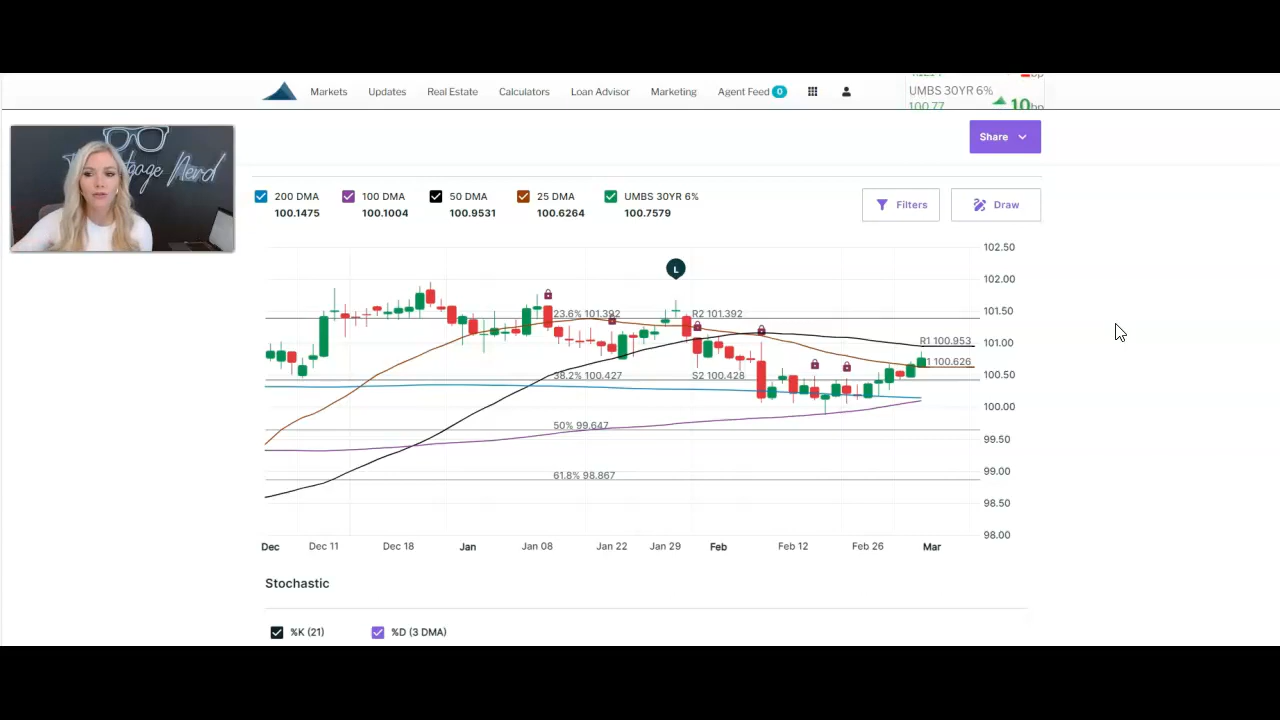 Markets
Updates
Real Estate
Calculators
Loan Advisor
Marketing
Agent Feed 0
UMBS 30YR 6%
100.77
10bp
Share
200 DMA
100.1475
100 DMA
100.1004
50 DMA
100.9531
25 DMA
100.6264
UMBS 30YR 6%
100.7579
Filters
Draw
102.50
102.00
101.50
101.00
100.50
100.00
99.50
99.00
98.50
98.00
L
23.6% 101.392
R2 101.392
R1 100.953
1 100.626
38.2% 100.427
S2 100.428
50% 99.647
61.8% 98.867
Dec
Dec 11
Dec 18
Jan
Jan 08
Jan 22
Jan 29
Feb
Feb 12
Feb 26
Mar
Stochastic
%K (21)
%D (3 DMA)
Nerd